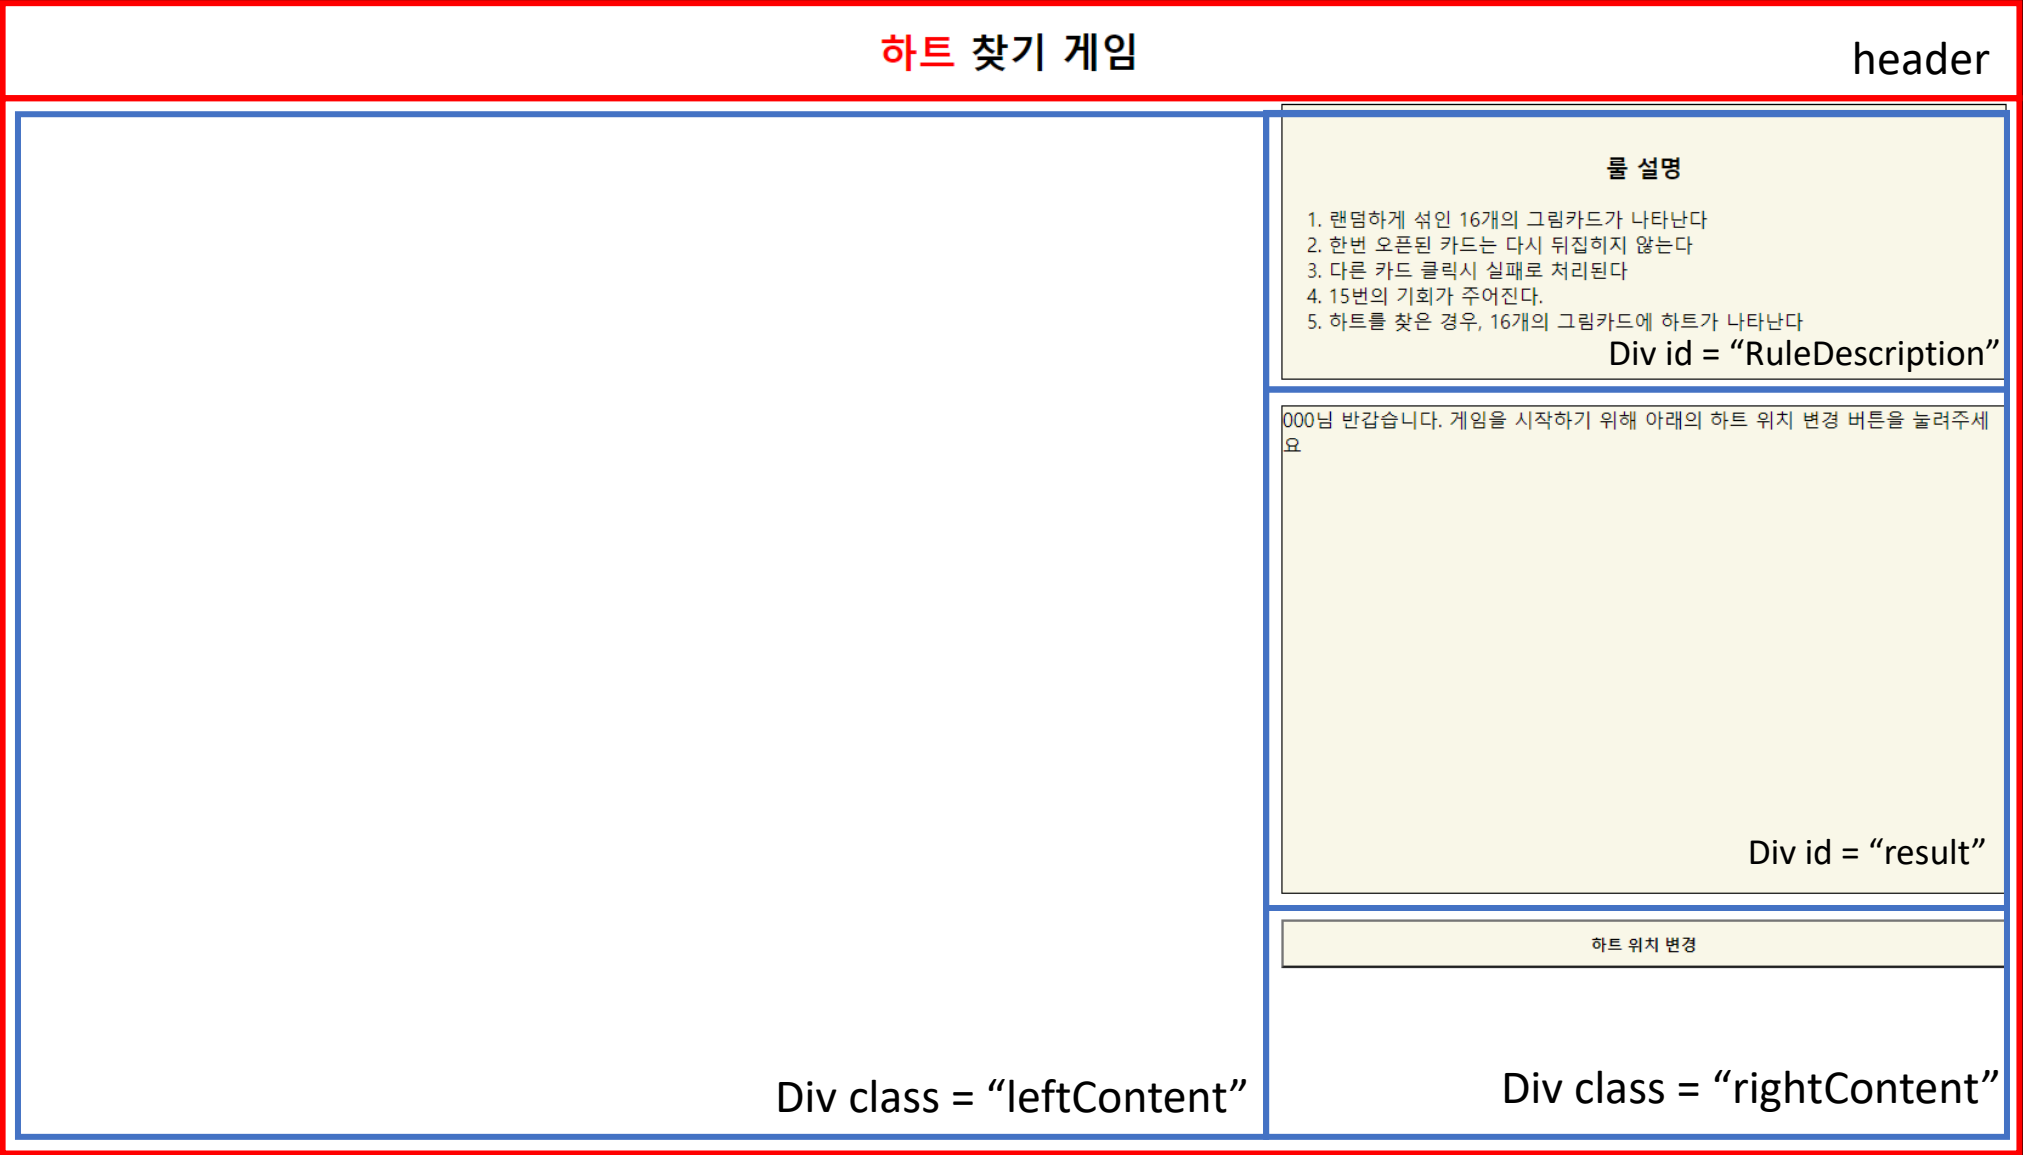 하트 찾기 게임
header
룰 설명
1. 랜덤하게 섞인 16개의 그림카드가 나타난다
2. 한번 오픈된 카드는 다시 뒤집히지 않는다
3. 다른 카드 클릭시 실패로 처리된다
4. 15번의 기회가 주어진다.
5. 하트를 찾은 경우, 16개의 그림카드에 하트가 나타난다
Div id = “RuleDescription”
000님 반갑습니다. 게임을 시작하기 위해 아래의 하트 위치 변경 버튼을 눌려주세
요
Div id = “result”
하트 위치 변경
Div class = “leftContent”
Div class = “rightContent”